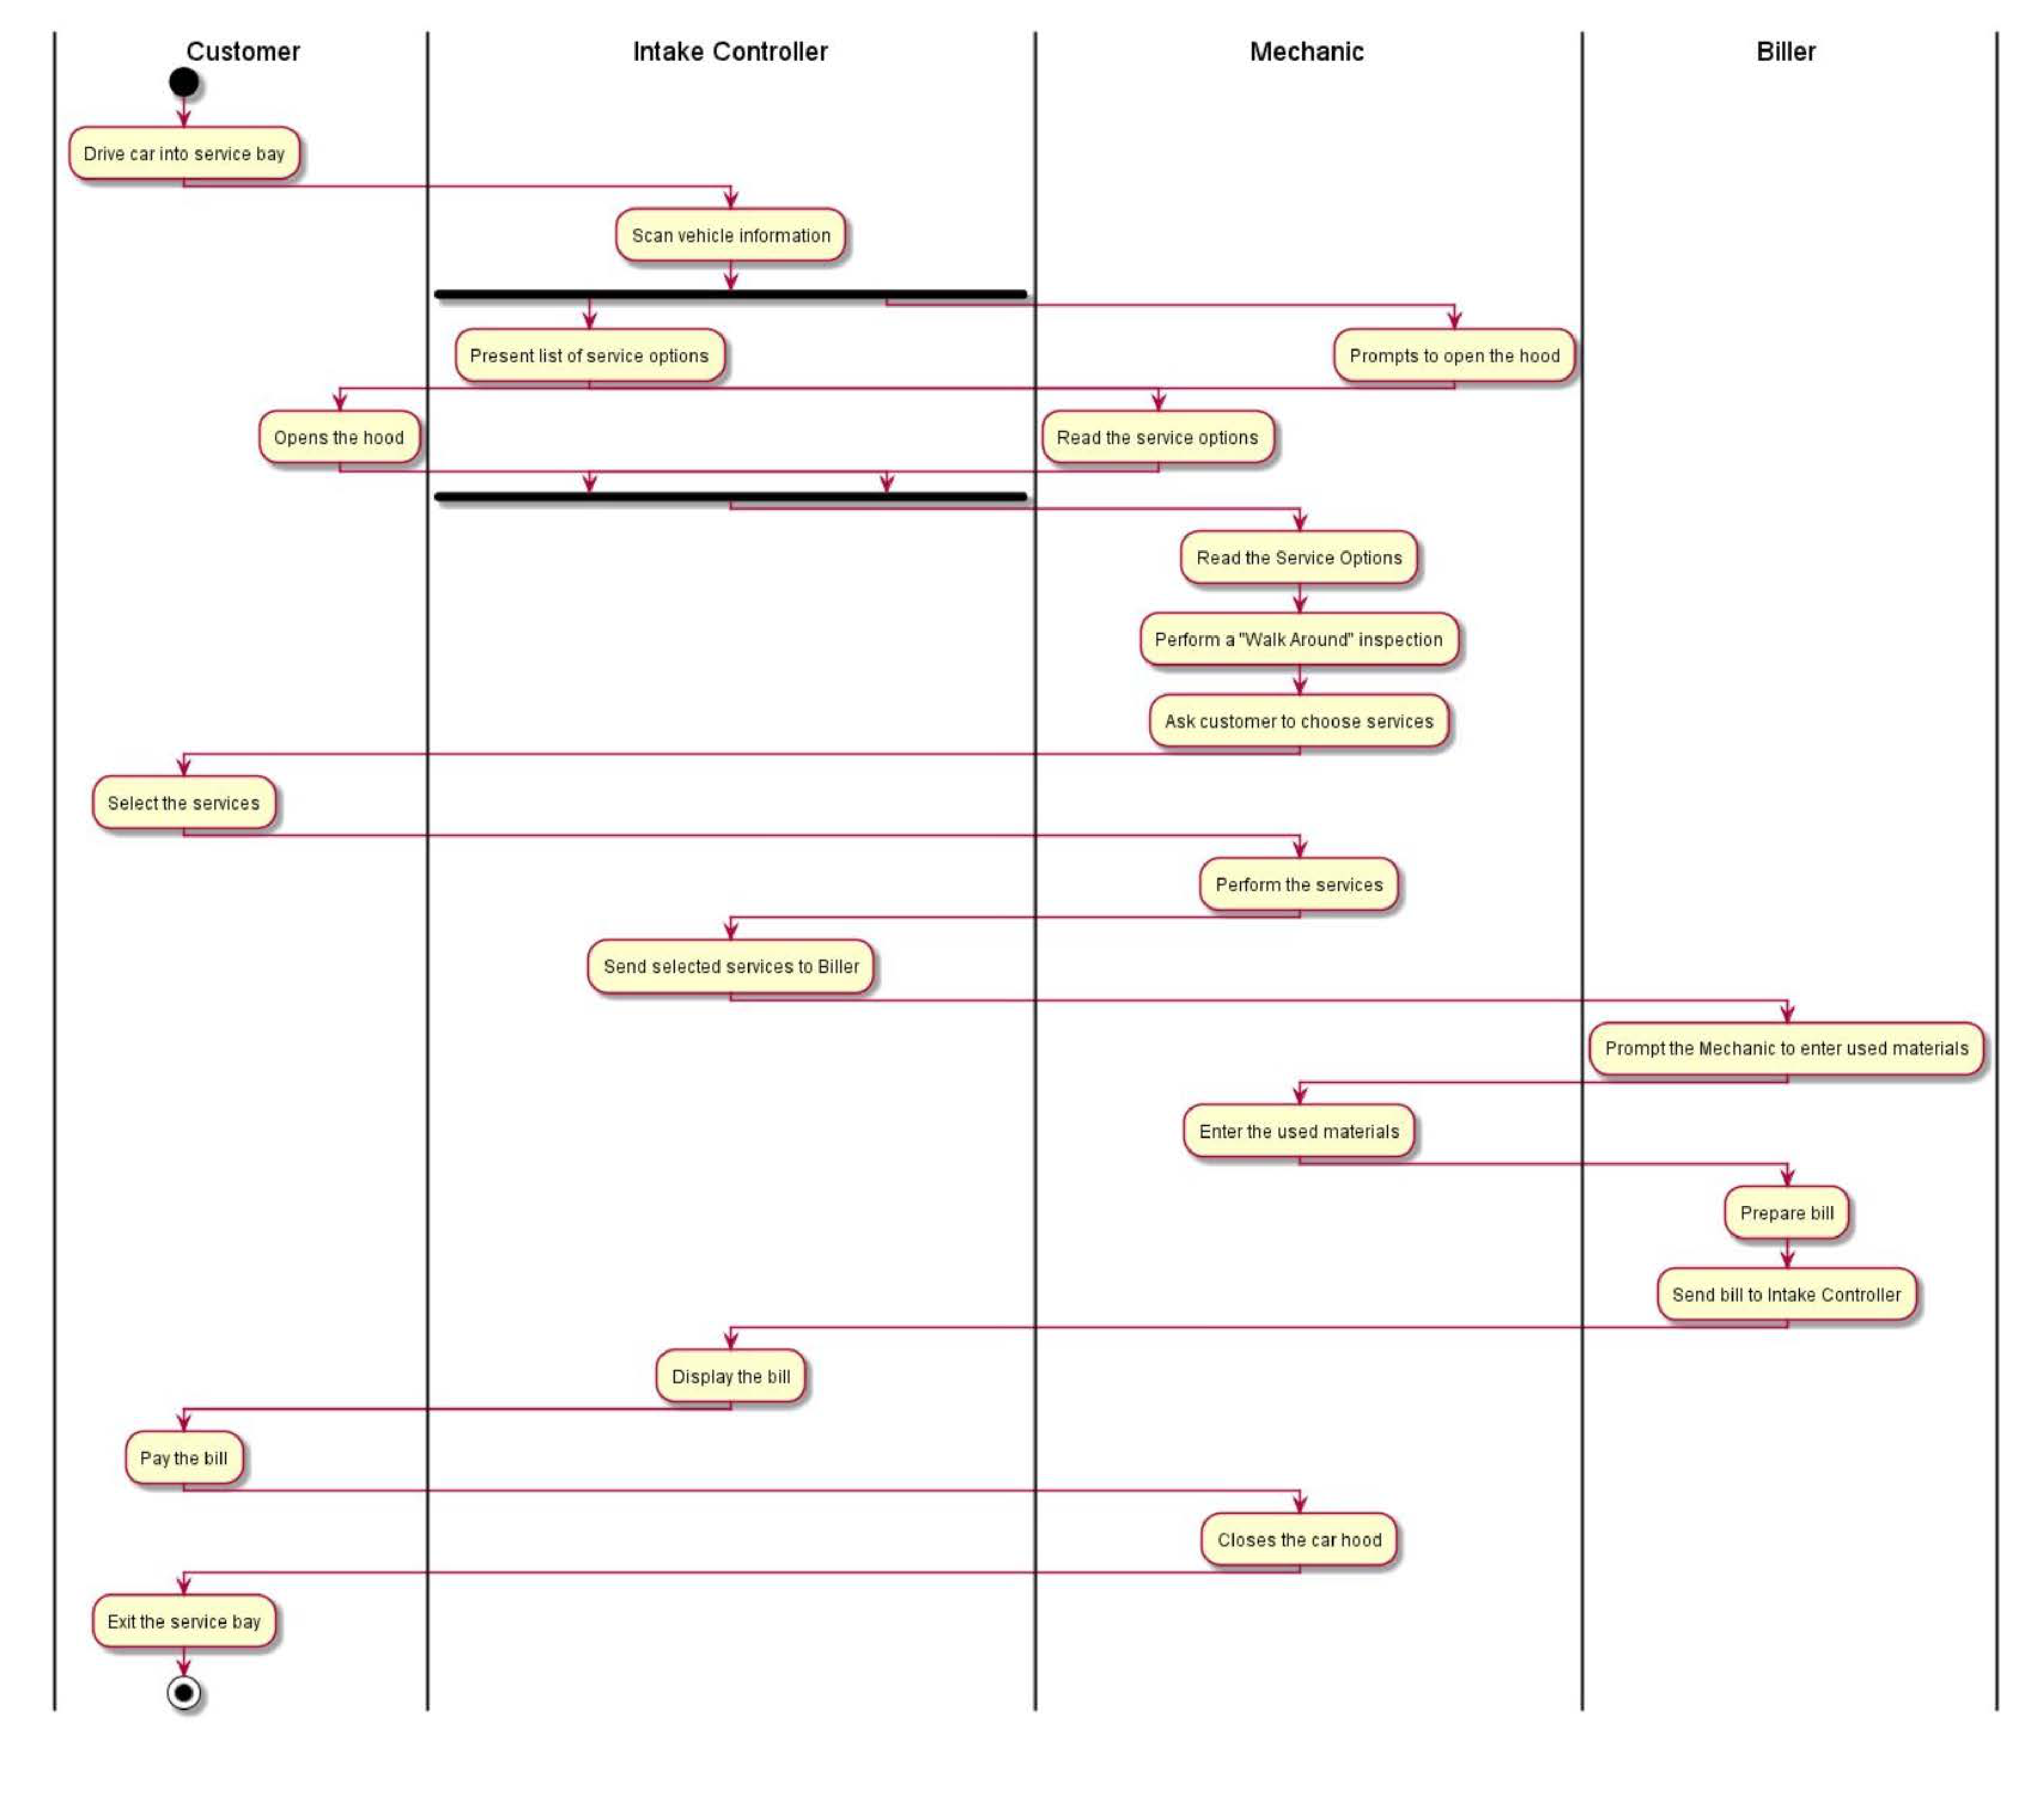 Customer
Intake Controller
Mechanic
Biller
Drive car into service bay
Scan vehicle information
Present list of service options
Prompts to open the hood
Opens the hood
Read the service options
Read the Service Options
Perform a "Walk Around" inspection
Ask customer to choose services
Select the services
Perform the services
Send selected services to Biller
Prompt the Mechanic to enter used materials
Enter the used materials
Prepare bill
Send bill to Intake Controller
Display the bill
Pay the bill
Closes the car hood
Exit the service bay